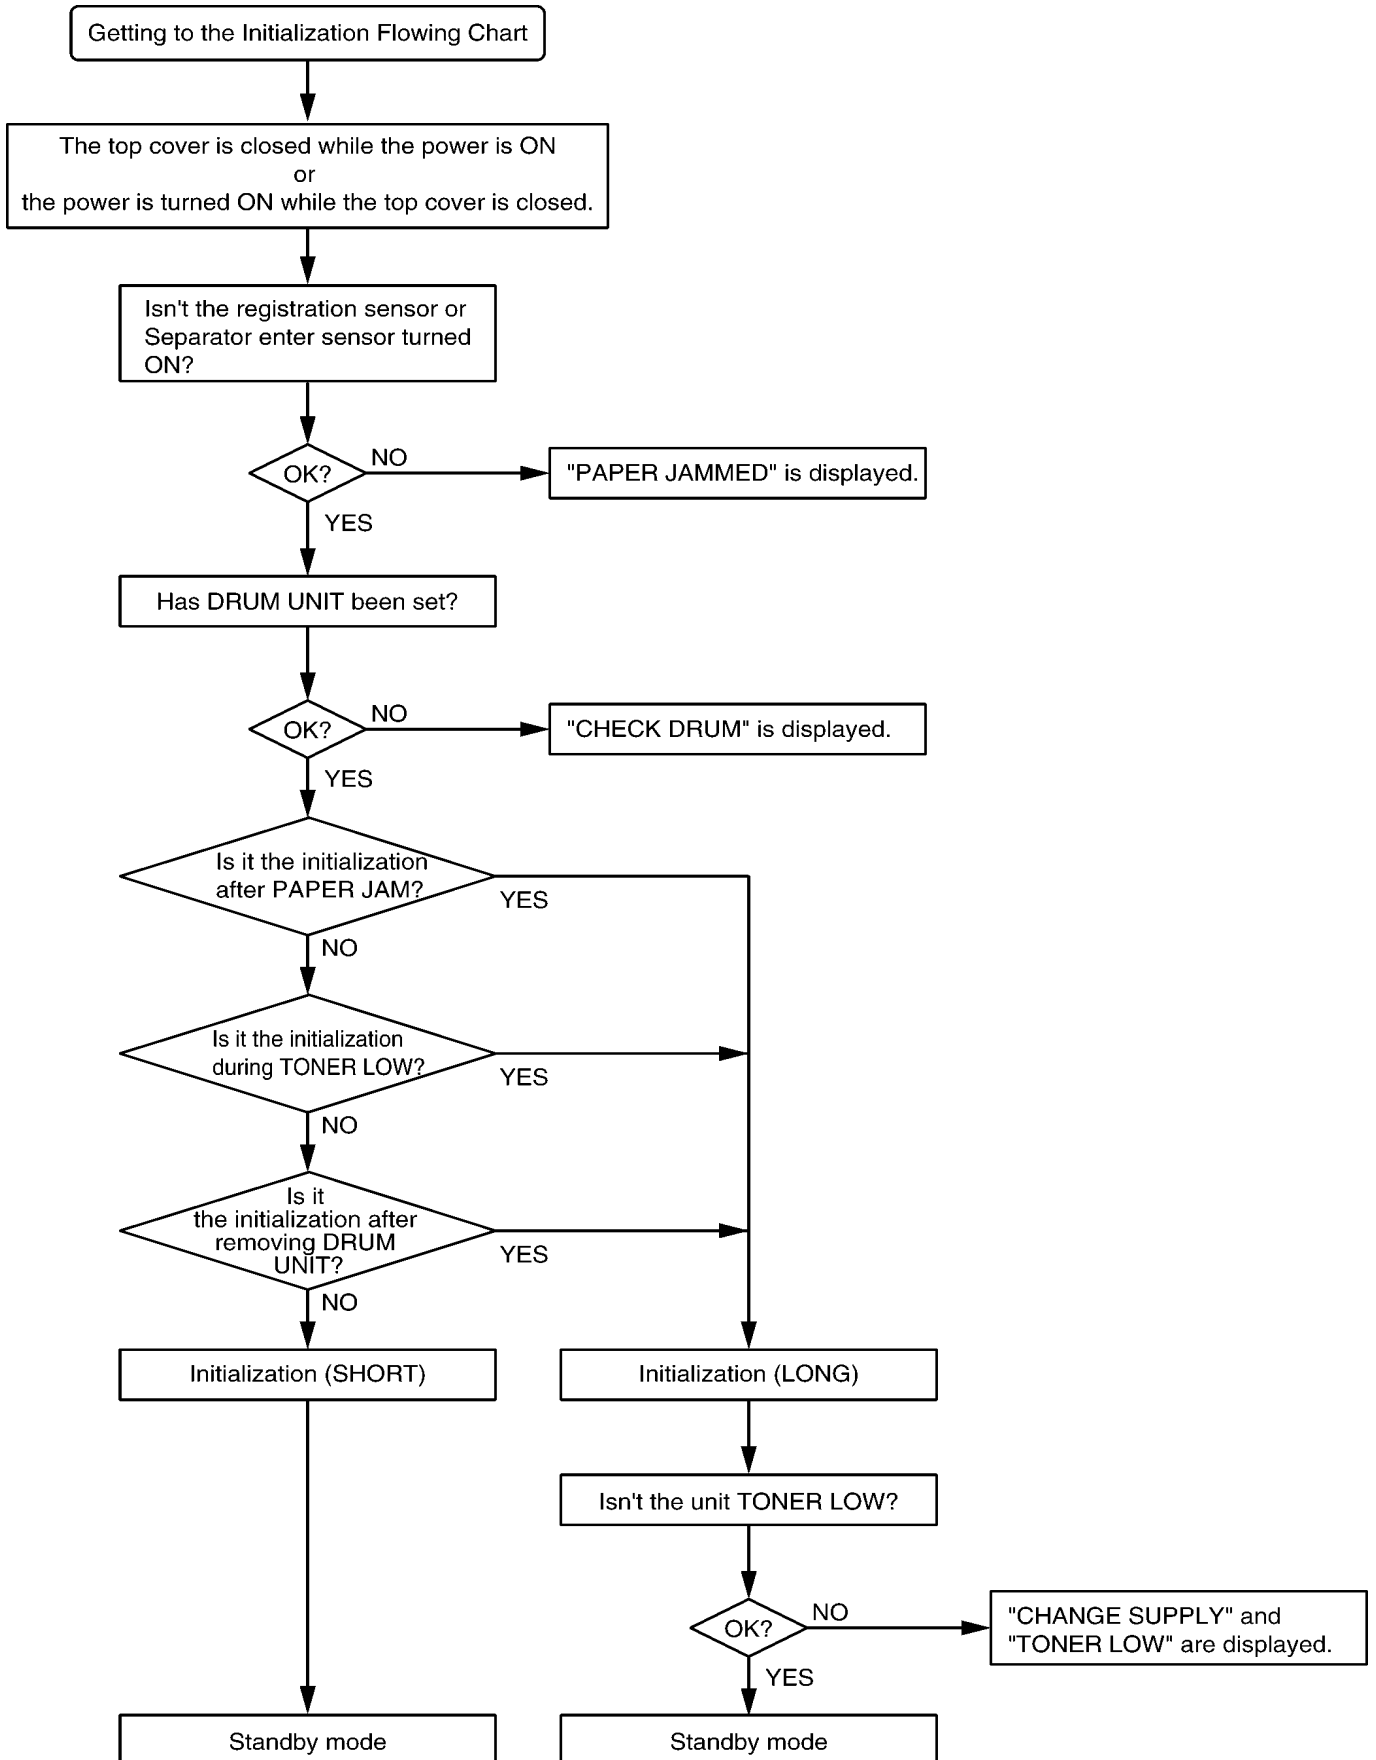 Getting to the Initialization Flowing Chart
The top cover is closed while the power is ON
or
the power is turned ON while the top cover is closed.
Isn't the registration sensor or
Separator enter sensor turned
ON?
OK?
NO
"PAPER JAMMED" is displayed.
YES
Has DRUM UNIT been set?
OK?
NO
"CHECK DRUM" is displayed.
YES
Is it the initialization
after PAPER JAM?
YES
NO
Is it the initialization
during TONER LOW?
YES
NO
Is it
the initialization after
removing DRUM
UNIT?
YES
NO
Initialization (SHORT)
Initialization (LONG)
Isn't the unit TONER LOW?
OK?
NO
"CHANGE SUPPLY" and
"TONER LOW" are displayed.
YES
Standby mode
Standby mode